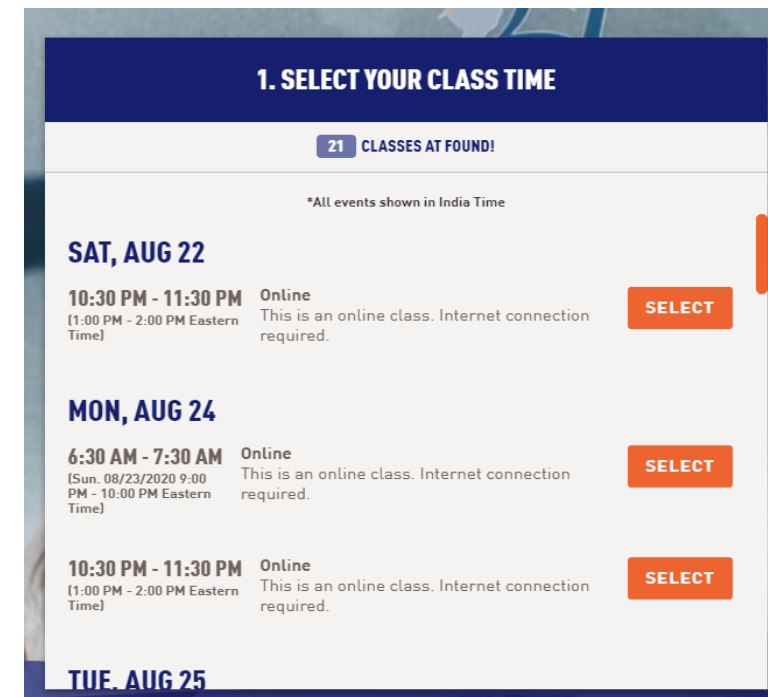 1. SELECT YOUR CLASS TIME
21 CLASSES AT FOUND!
*All events shown in India Time
SAT, AUG 22
10:30 PM - 11:30 PM
(1:00 PM - 2:00 PM Eastern
Time)
Online
This is an online class. Internet connection
required.
SELECT
MON, AUG 24
6:30 AM - 7:30 AM
(Sun. 08/23/2020 9:00
PM - 10:00 PM Eastern
Time)
Online
This is an online class. Internet connection
required.
SELECT
10:30 PM - 11:30 PM
(1:00 PM - 2:00 PM Eastern
Time)
Online
This is an online class. Internet connection
required.
SELECT
TUE, AUG 25